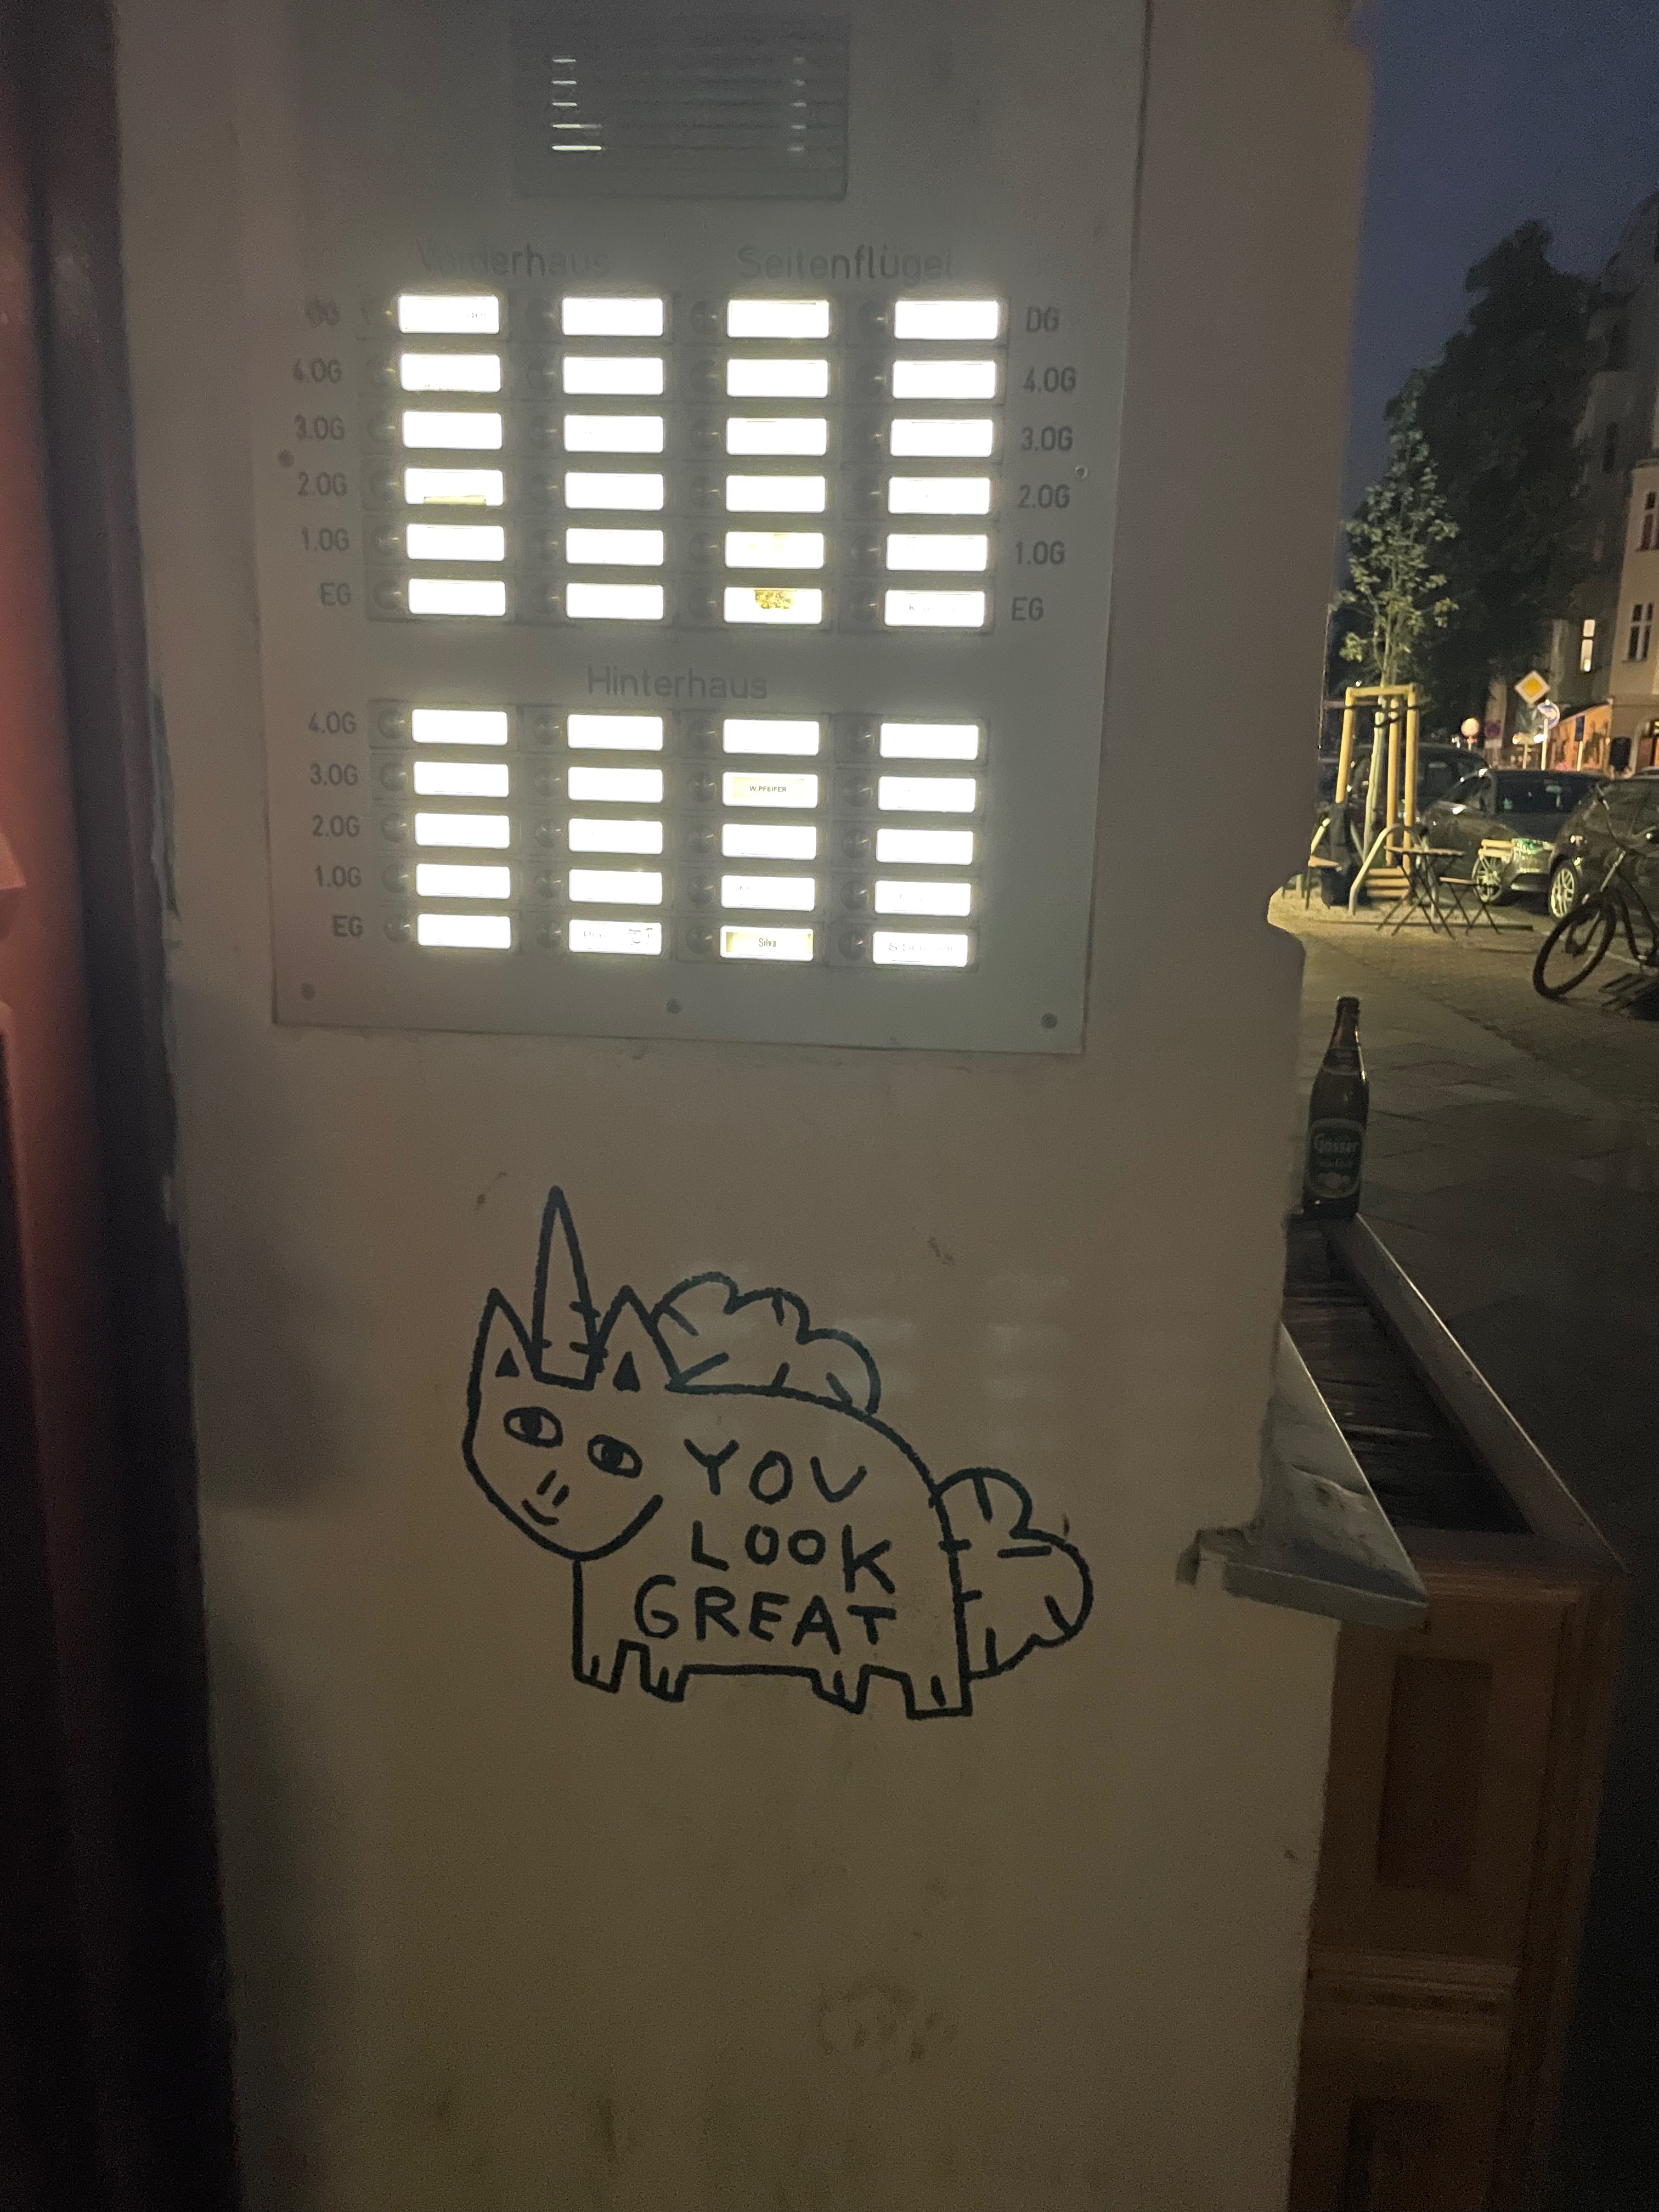 Vorderhaus Seitenflügel
DG DG
4.OG 4.OG
3.OG 3.OG
2.OG 2.OG
1.OG 1.OG
EG EG
Hinterhaus
4.OG
3.OG W.PFEIFER
2.OG
1.OG
EG Silva
Gösser
YOU
LOOK
GREAT